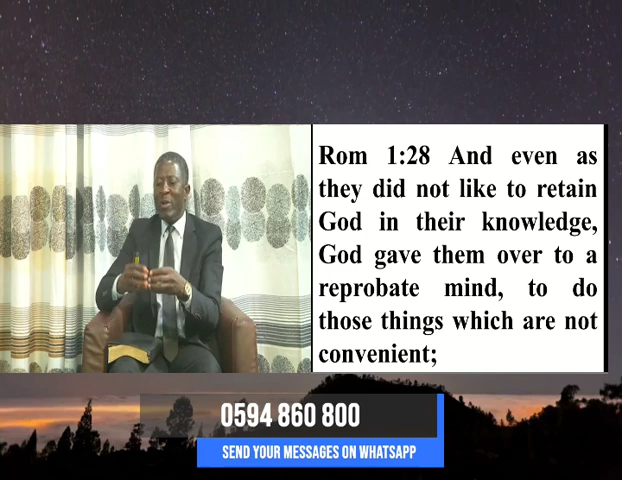 Rom 1:28 And even as
they did not like to retain
God in their knowledge,
God gave them over to a
reprobate mind, to do
those things which are not
convenient;
0594 860 800
SEND YOUR MESSAGES ON WHATSAPP